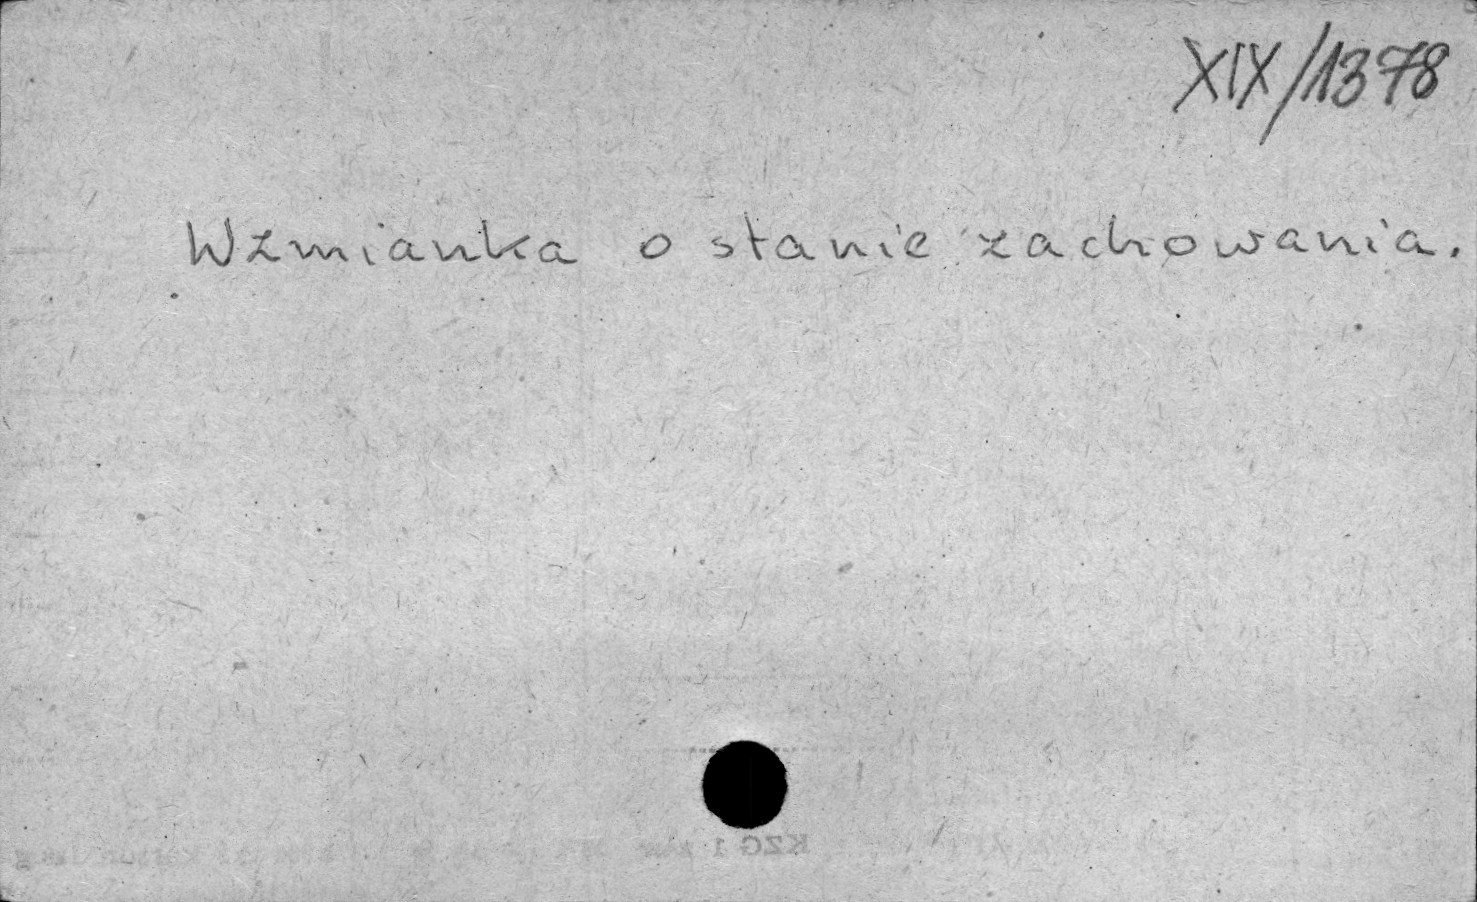 XIX/1378
Wzmianka o stanie zachowania.